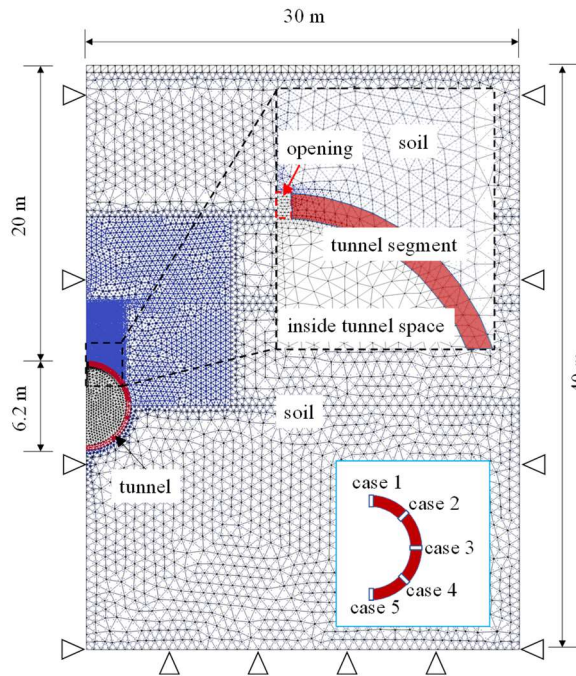 30 m
soil
opening
20 m
tunnel segment
inside tunnel space
6.2 m
soil
tunnel
case 1
case 2
case 3
case 4
case 5